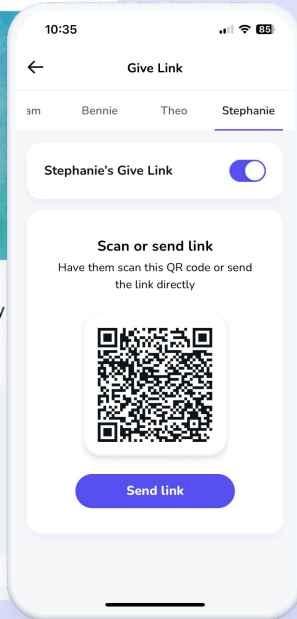 10:35
85
Give Link
am
Bennie
Theo
Stephanie
Stephanie's Give Link
Scan or send link
Have them scan this QR code or send
the link directly
Send link
y